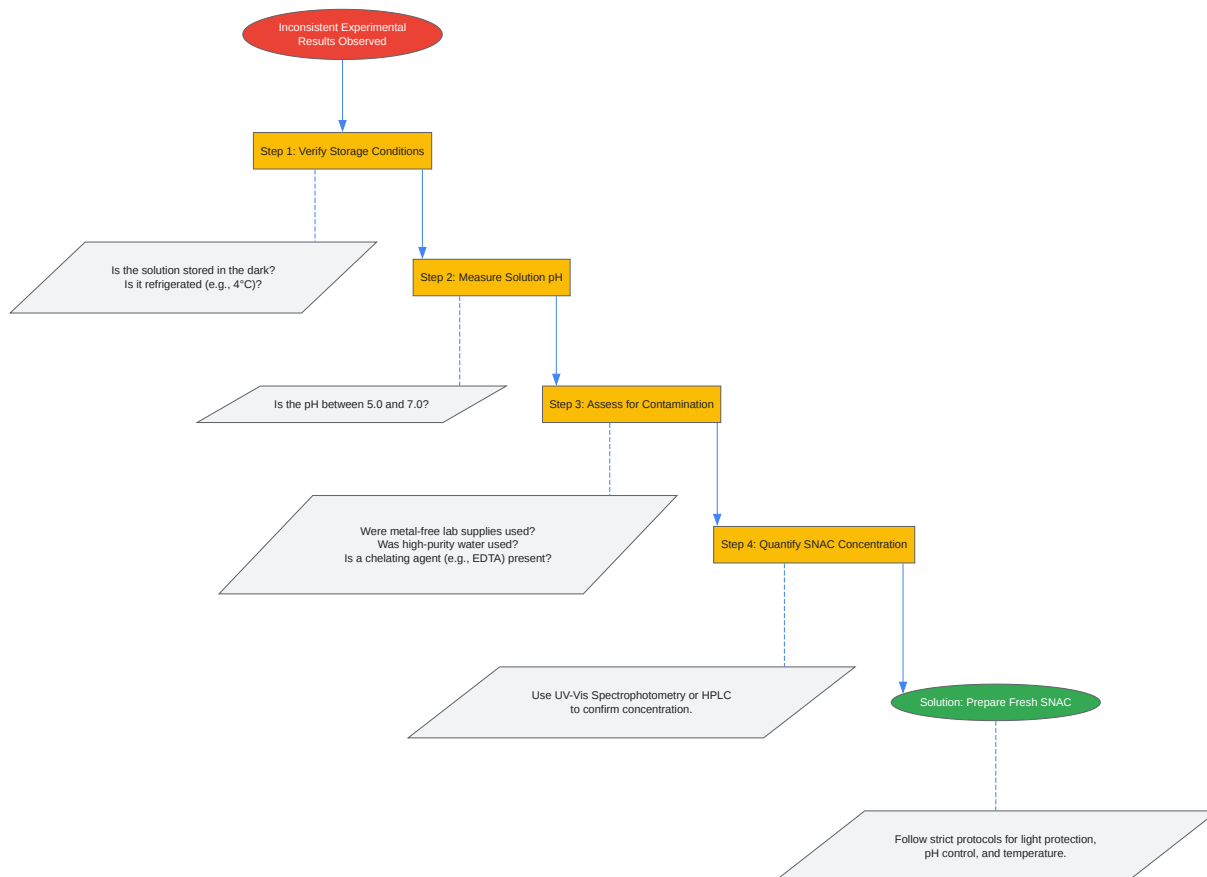 Inconsistent Experimental
Results Observed
Step 1: Verify Storage Conditions
Is the solution stored in the dark?
Is it refrigerated (e.g., 4°C)?
Step 2: Measure Solution pH
Is the pH between 5.0 and 7.0?
Step 3: Assess for Contamination
Were metal-free lab supplies used?
Was high-purity water used?
Is a chelating agent (e.g., EDTA) present?
Step 4: Quantify SNAC Concentration
Use UV-Vis Spectrophotometry or HPLC
to confirm concentration.
Solution: Prepare Fresh SNAC
Follow strict protocols for light protection,
pH control, and temperature.